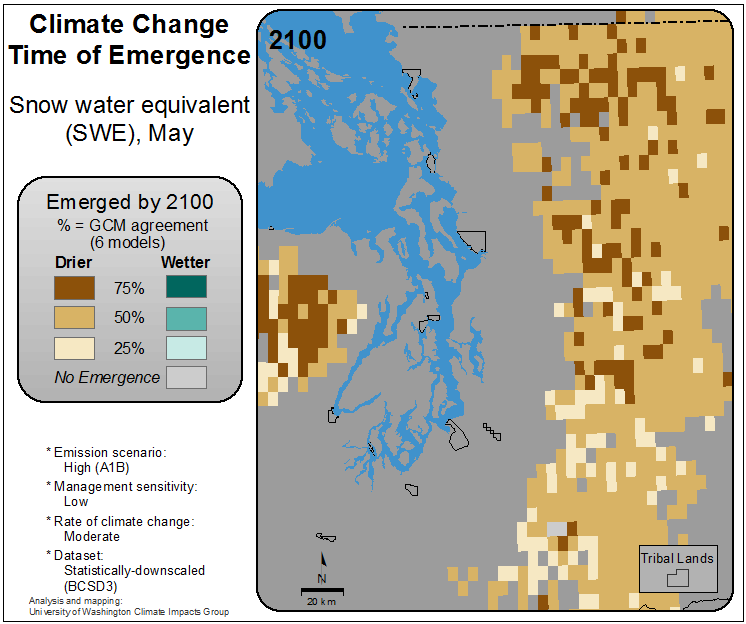 Climate Change
Time of Emergence
Snow water equivalent
(SWE), May
Emerged by 2100
% = GCM agreement
(6 models)
Drier Wetter
75%
50%
25%
No Emergence
* Emission scenario:
High (A1B)
* Management sensitivity:
Low
* Rate of climate change:
Moderate
* Dataset:
Statistically-downscaled
(BCSD3)
Analysis and mapping:
University of Washington Climate Impacts Group
2100
N
20 km
Tribal Lands